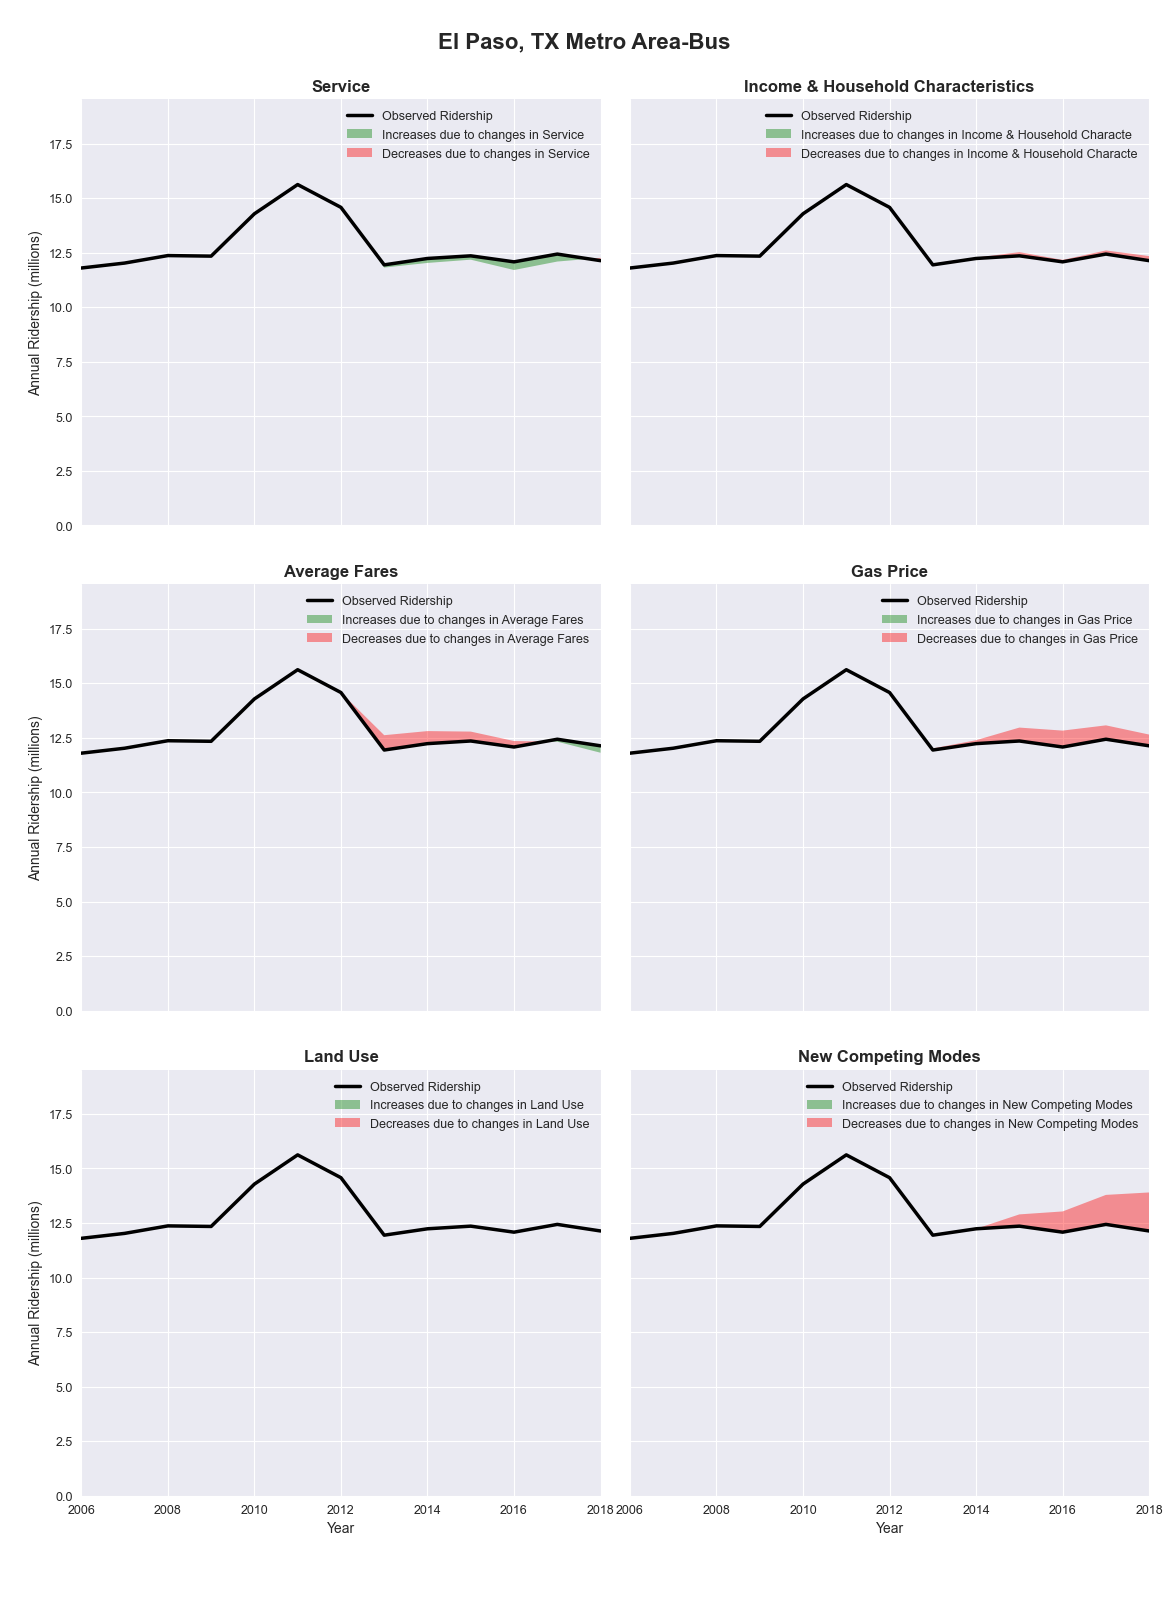 El Paso, TX Metro Area-Bus
Service
Observed Ridership
Increases due to changes in Service
Decreases due to changes in Service
Annual Ridership (millions)
17.5
15.0
12.5
10.0
7.5
5.0
2.5
0.0
Income & Household Characteristics
Observed Ridership
Increases due to changes in Income & Household Characte
Decreases due to changes in Income & Household Characte
Average Fares
Observed Ridership
Increases due to changes in Average Fares
Decreases due to changes in Average Fares
Annual Ridership (millions)
17.5
15.0
12.5
10.0
7.5
5.0
2.5
0.0
Gas Price
Observed Ridership
Increases due to changes in Gas Price
Decreases due to changes in Gas Price
Land Use
Observed Ridership
Increases due to changes in Land Use
Decreases due to changes in Land Use
Annual Ridership (millions)
17.5
15.0
12.5
10.0
7.5
5.0
2.5
0.0
2006 2008 2010 2012 2014 2016 2018
Year
New Competing Modes
Observed Ridership
Increases due to changes in New Competing Modes
Decreases due to changes in New Competing Modes
2006 2008 2010 2012 2014 2016 2018
Year